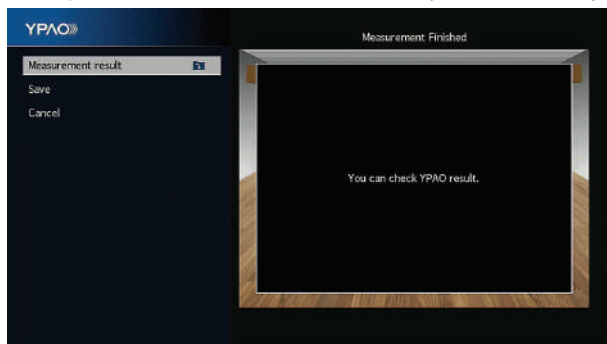 YPAO
Measurement Finished
Measurement result
Save
Cancel
You can check YPAO result.